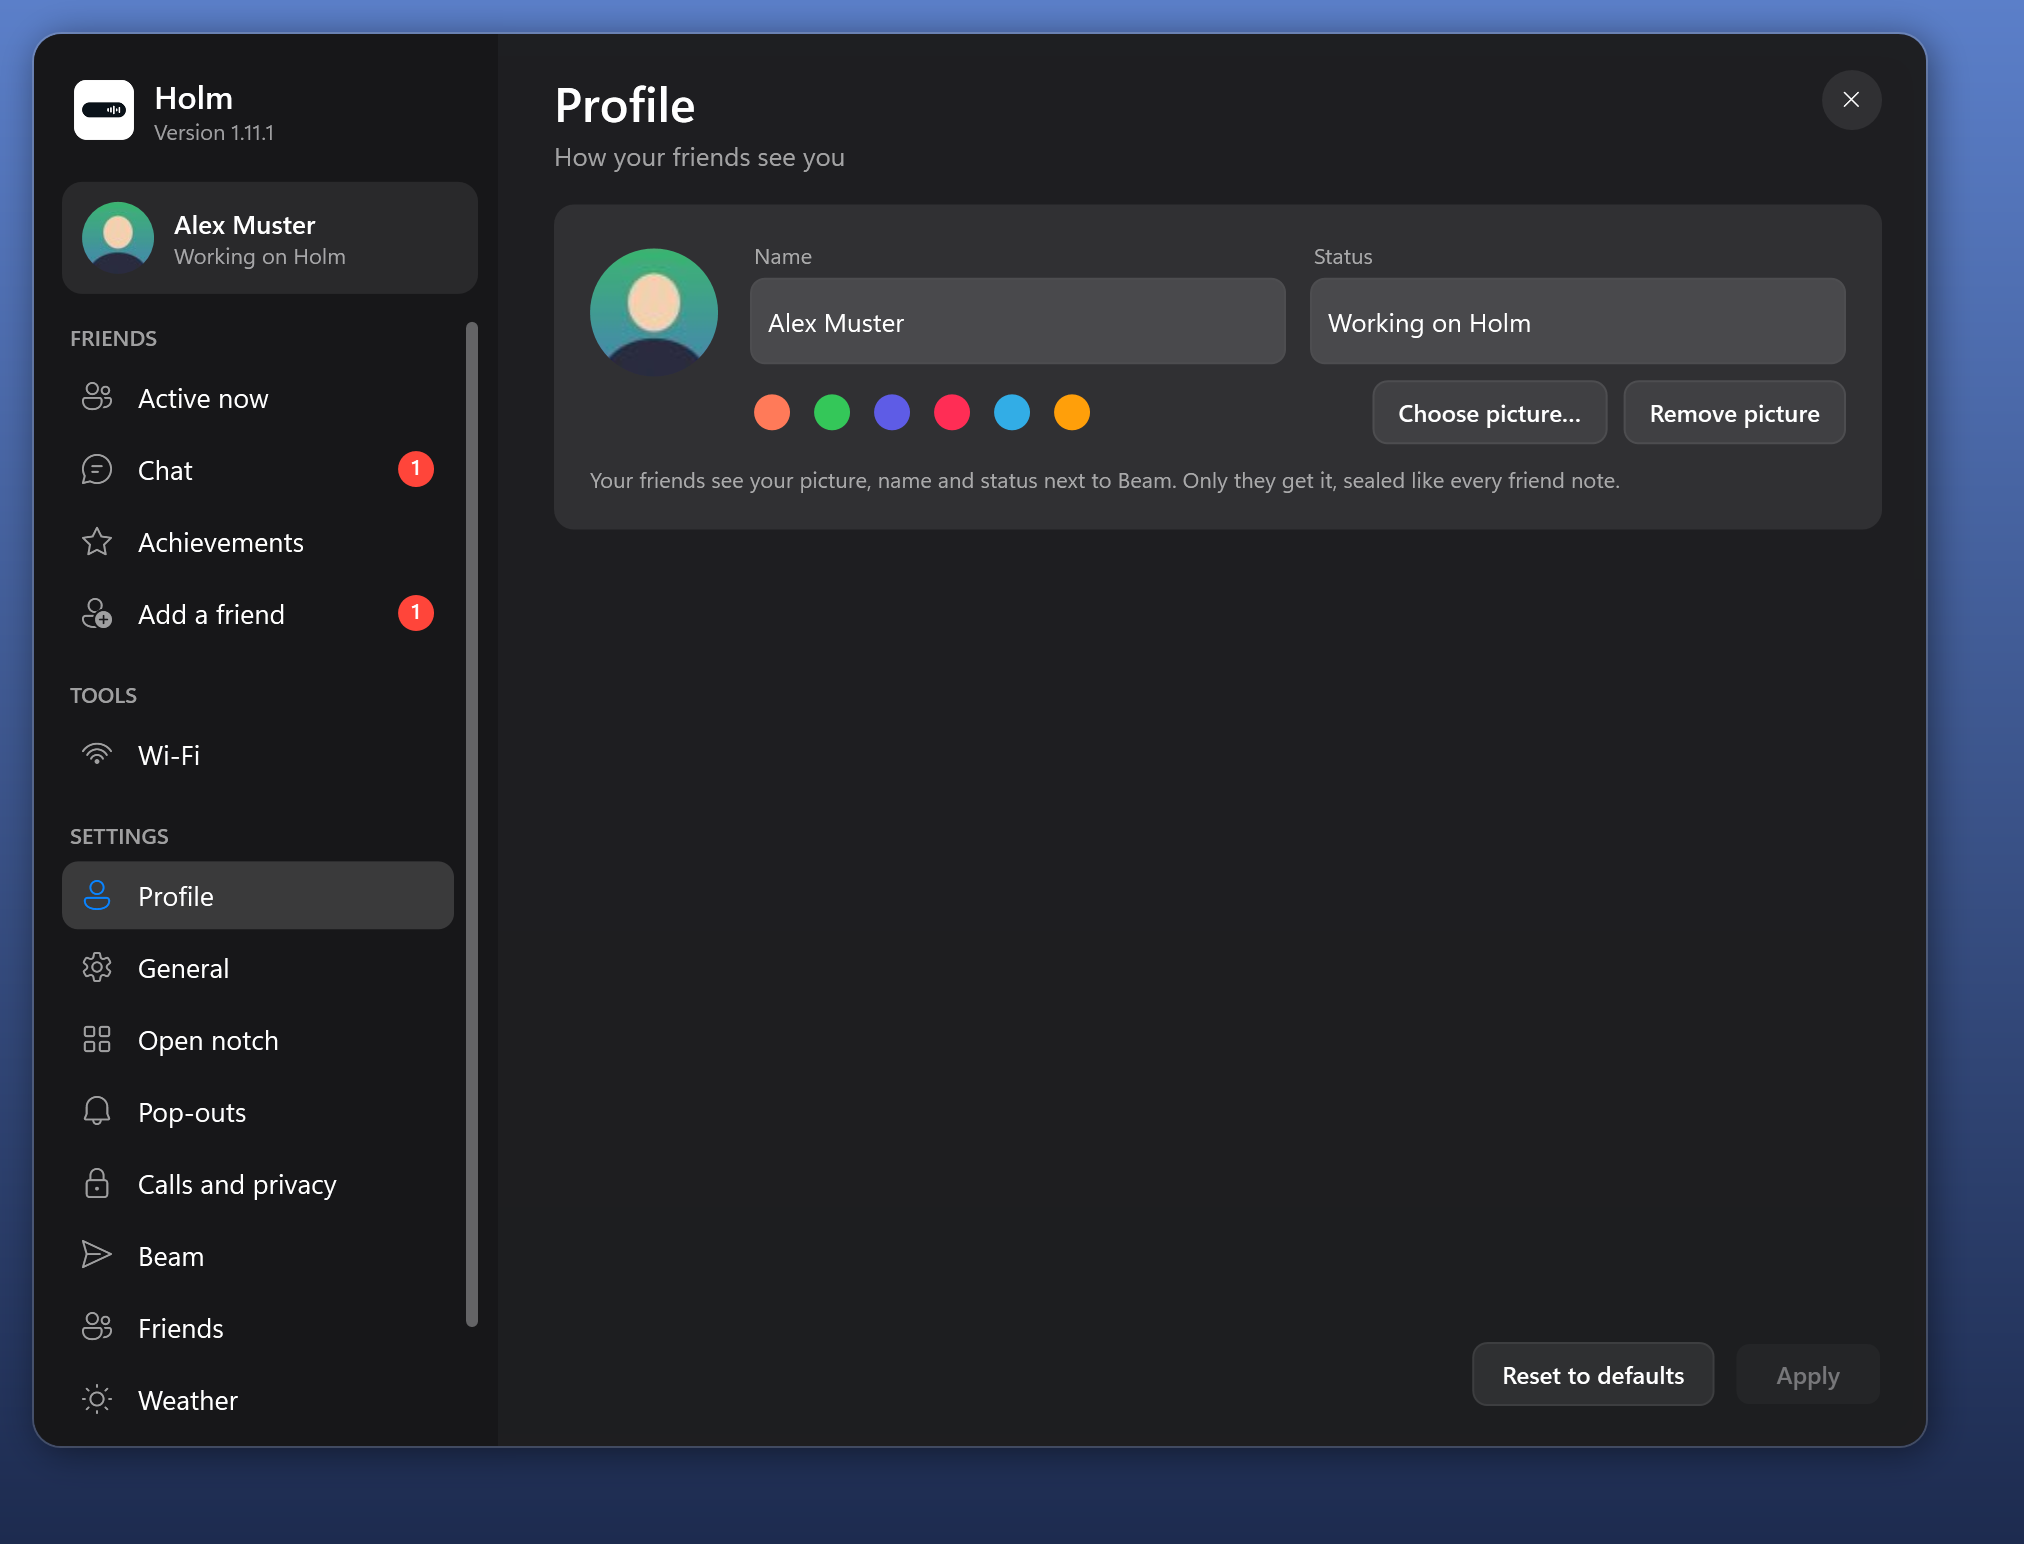 Holm
Version 1.11.1
Alex Muster
Working on Holm
FRIENDS
Active now
Chat 1
Achievements
Add a friend 1
TOOLS
Wi-Fi
SETTINGS
Profile
General
Open notch
Pop-outs
Calls and privacy
Beam
Friends
Weather
Profile
How your friends see you
Name Status
Alex Muster Working on Holm
Choose picture... Remove picture
Your friends see your picture, name and status next to Beam. Only they get it, sealed like every friend note.
Reset to defaults Apply